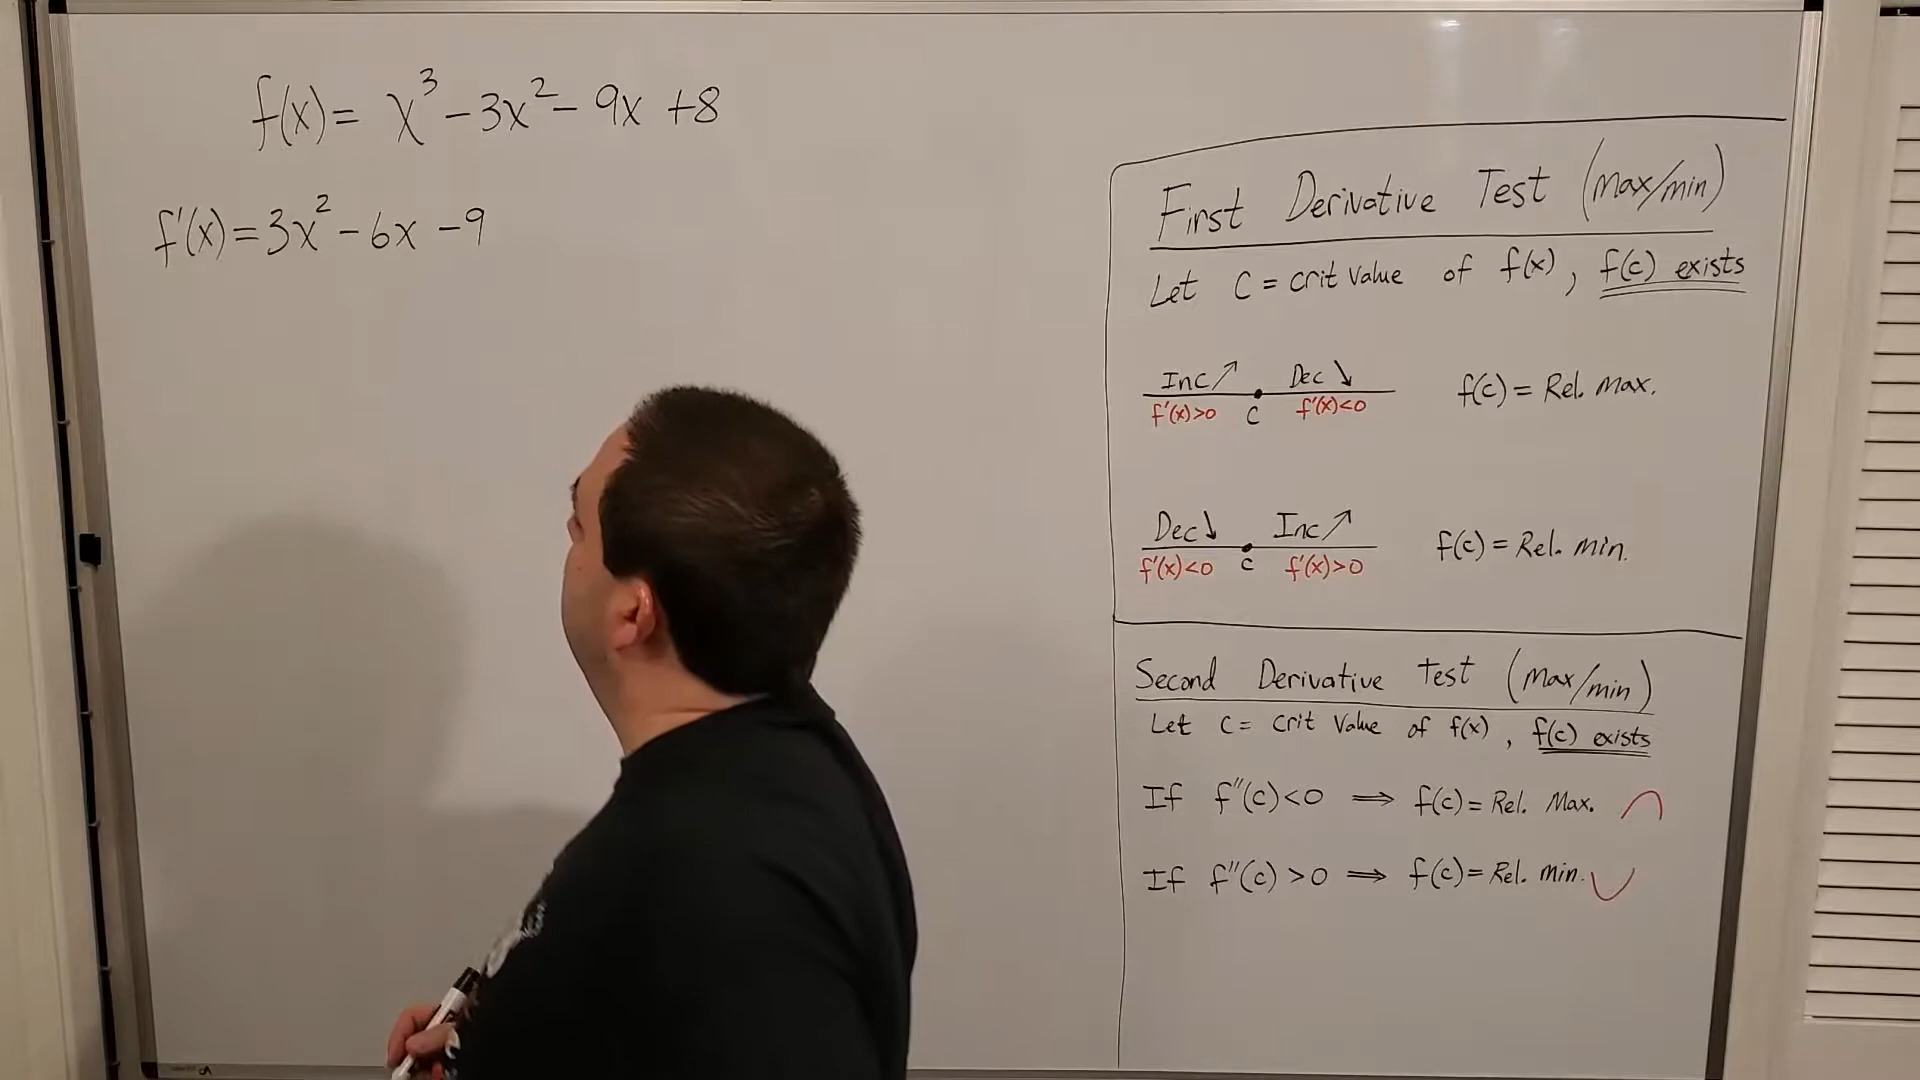 f(x) = x³ - 3x² - 9x + 8
f'(x) = 3x² - 6x - 9
First Derivative Test (max/min)
Let C = crit value of f(x), f(c) exists
Inc ↗ Dec ↘
f'(x)>0 c f'(x)<0
f(c) = Rel. Max.
Dec ↘ Inc ↗
f'(x)<0 c f'(x)>0
f(c) = Rel. min.
Second Derivative Test (max/min)
Let C = Crit Value of f(x), f(c) exists
If f''(c) < 0 ⟹ f(c) = Rel. Max.
If f''(c) > 0 ⟹ f(c) = Rel. min.